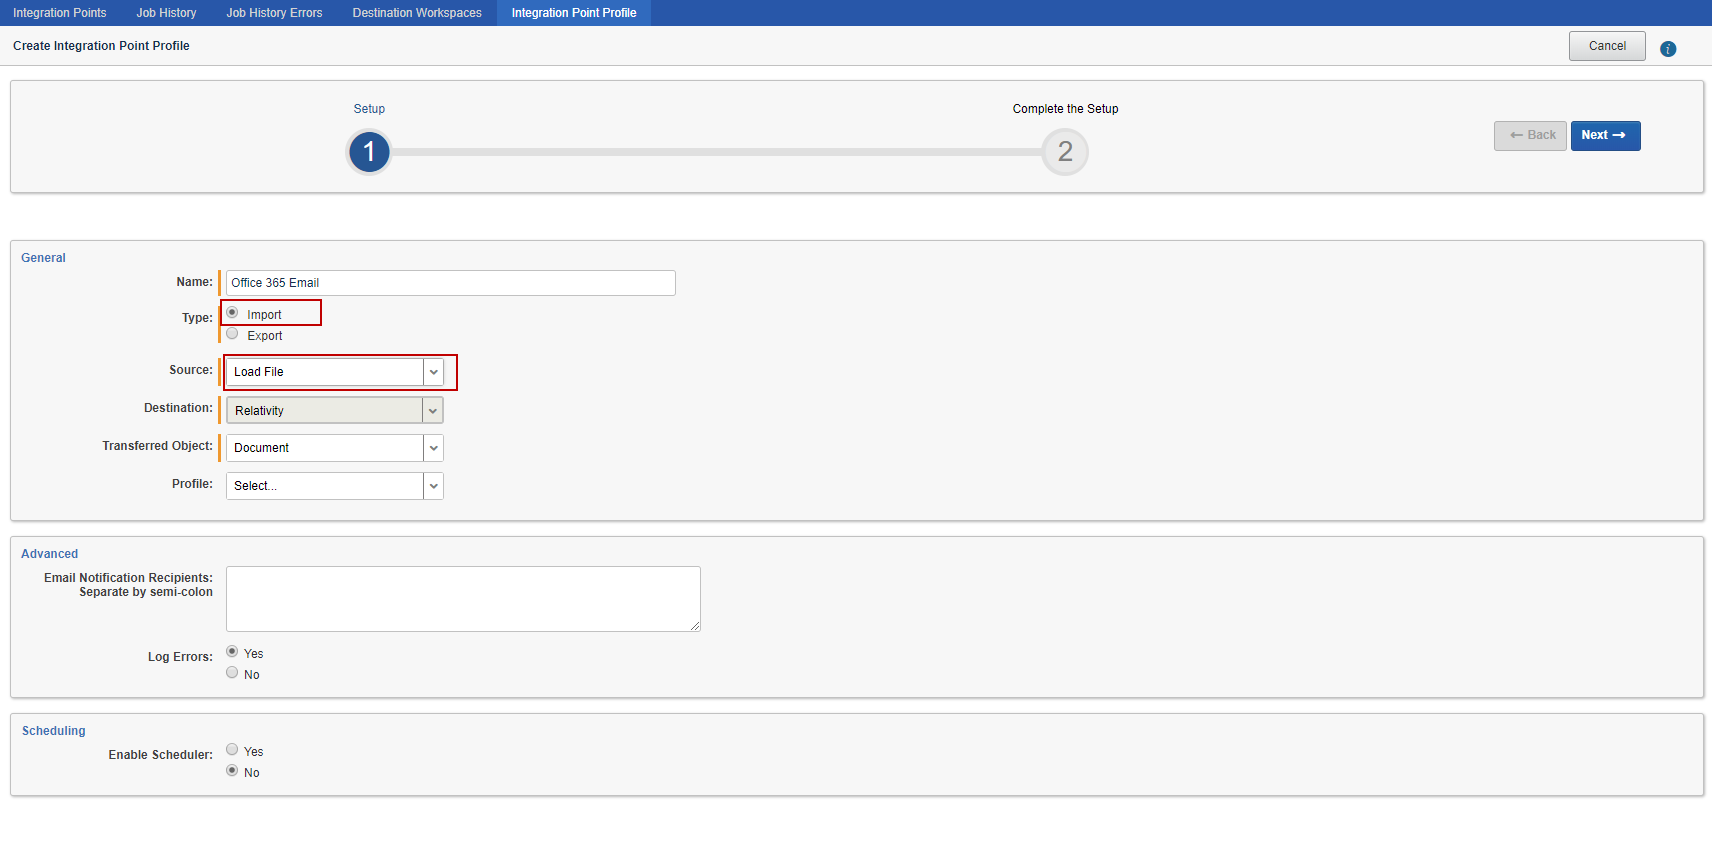 Integration Points Job History Job History Errors Destination Workspaces Integration Point Profile
Create Integration Point Profile Cancel i
Setup Complete the Setup
1 2 ← Back Next →
General
Name: Office 365 Email
Type: Import
Export
Source: Load File
Destination: Relativity
Transferred Object: Document
Profile: Select...
Advanced
Email Notification Recipients:
Separate by semi-colon
Log Errors: Yes
No
Scheduling
Enable Scheduler: Yes
No